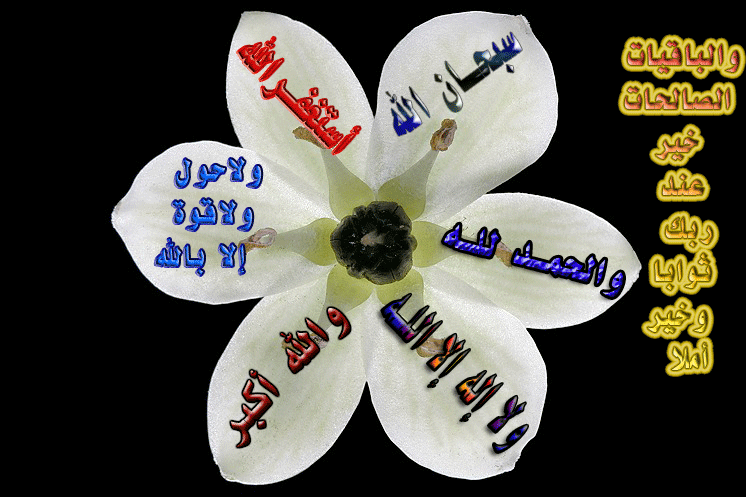 والباقيات
الصالحات
خير
عند
ربك
ثوابا
وخير
أملا
سبحان الله
والحمد لله
ولا إله إلا الله
والله أكبر
ولاحول
ولاقوة
إلا بالله
أستغفر الله